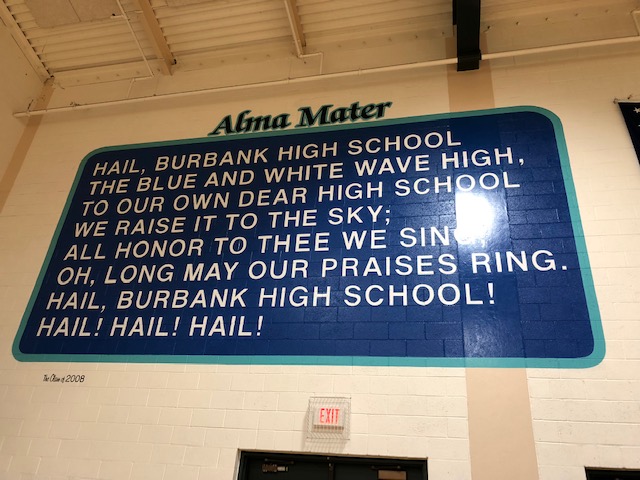 Alma Mater
HAIL, BURBANK HIGH SCHOOL
THE BLUE AND WHITE WAVE HIGH,
TO OUR OWN DEAR HIGH SCHOOL
WE RAISE IT TO THE SKY;
ALL HONOR TO THEE WE SING,
OH, LONG MAY OUR PRAISES RING.
HAIL, BURBANK HIGH SCHOOL!
HAIL! HAIL! HAIL!
The Class of 2008
EXIT